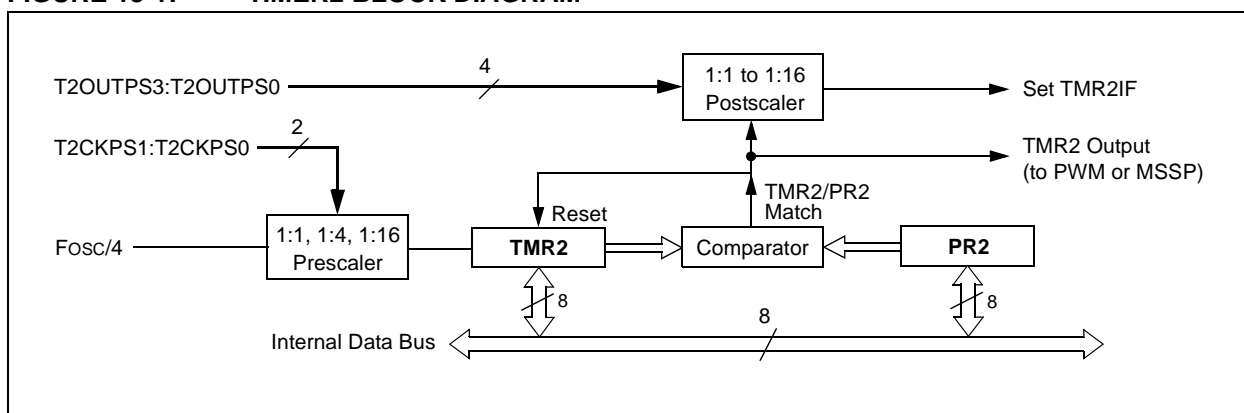 T2OUTPS3:T2OUTPS0
4
1:1 to 1:16
Postscaler
Set TMR2IF
T2CKPS1:T2CKPS0
2
TMR2 Output
(to PWM or MSSP)
TMR2/PR2
Match
Reset
FOSC/4
1:1, 1:4, 1:16
Prescaler
TMR2
Comparator
PR2
8
8
Internal Data Bus
8